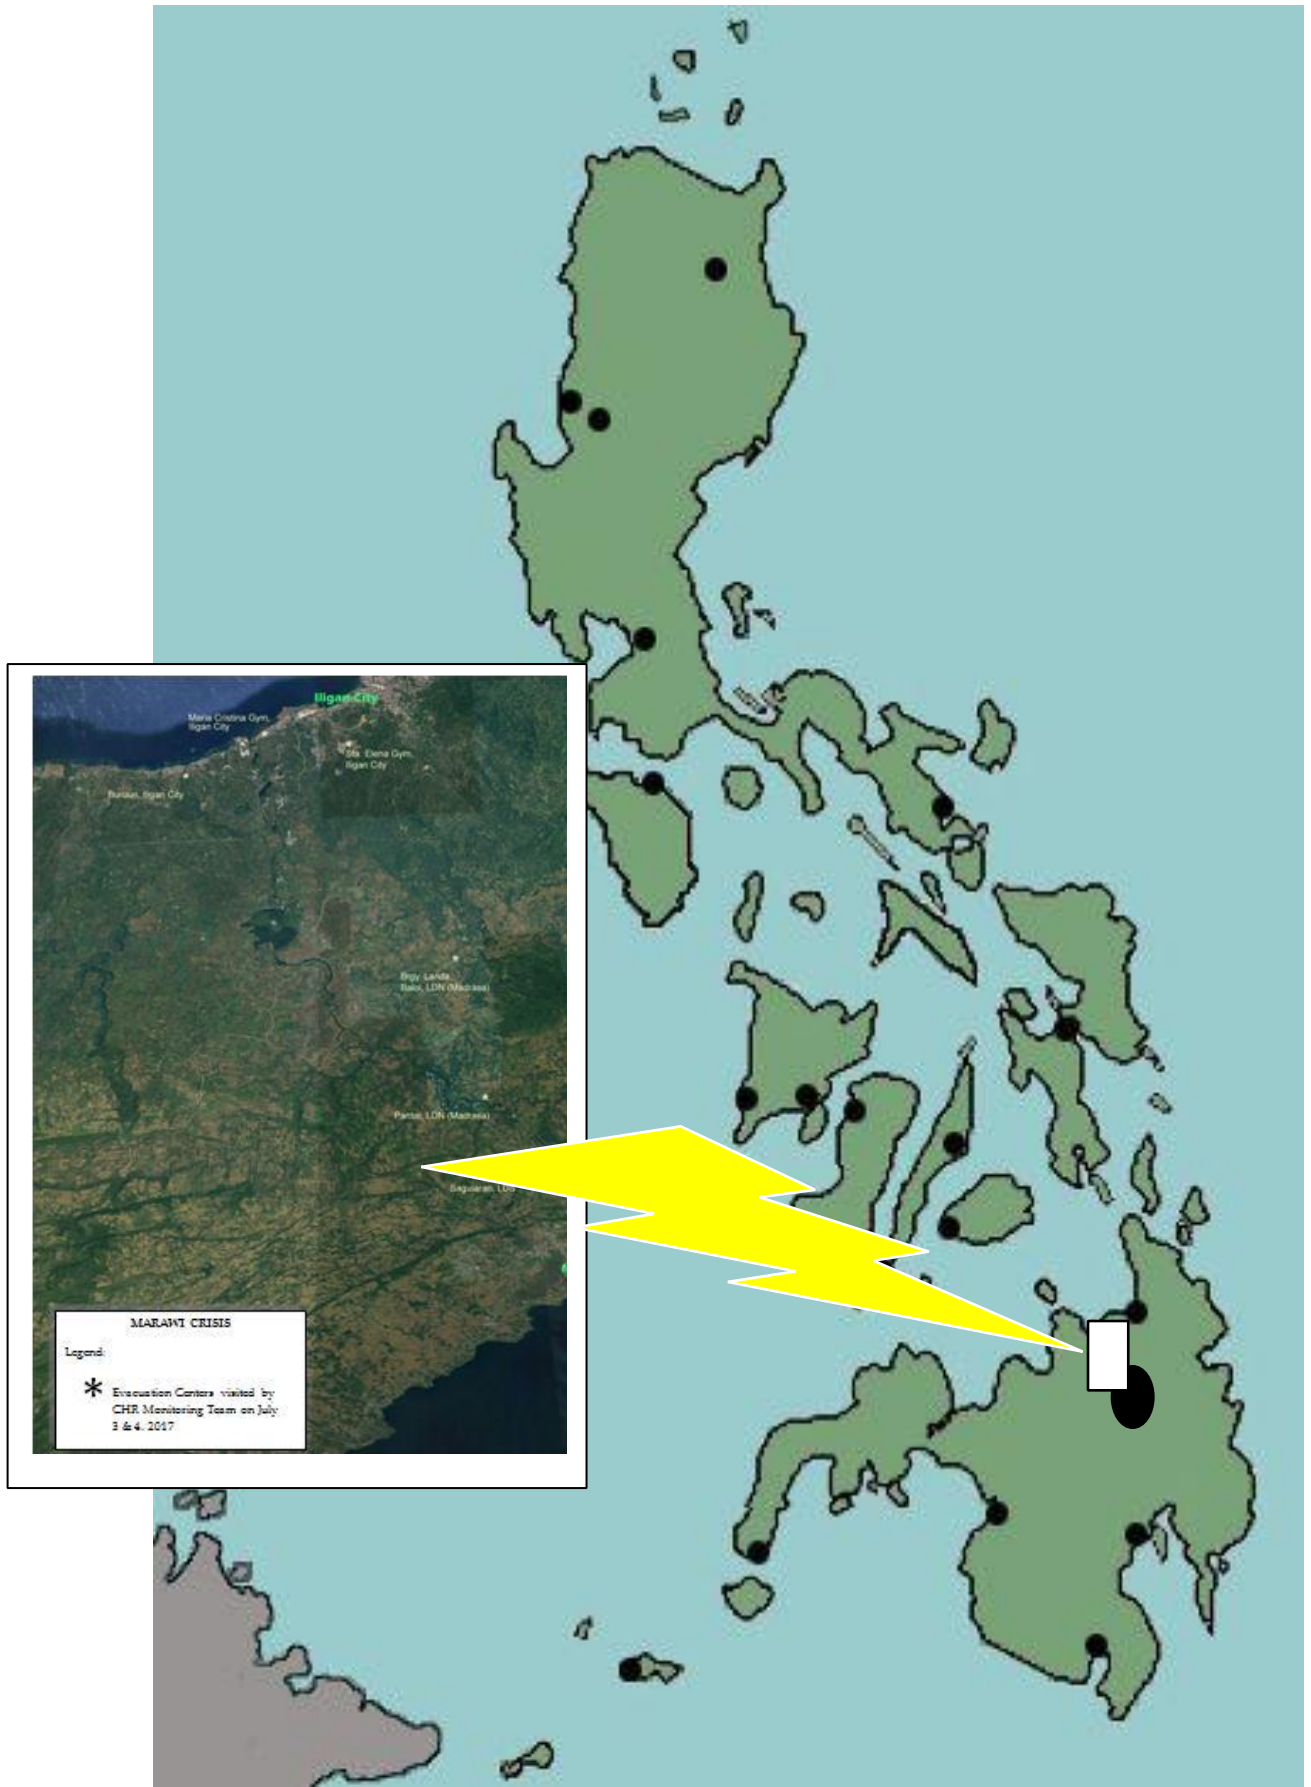 Iligan City
Maria Cristina Gym,
Iligan City
Sta. Elena Gym,
Iligan City
Buruun, Iligan City
Brgy. Landa,
Baloi, LDN (Madrasa)
Pantar, LDN (Madrasa)
MARAWI CRISIS
Legend:
* Evacuation Centers visited by
CHR Monitoring Team on July
3 & 4, 2017